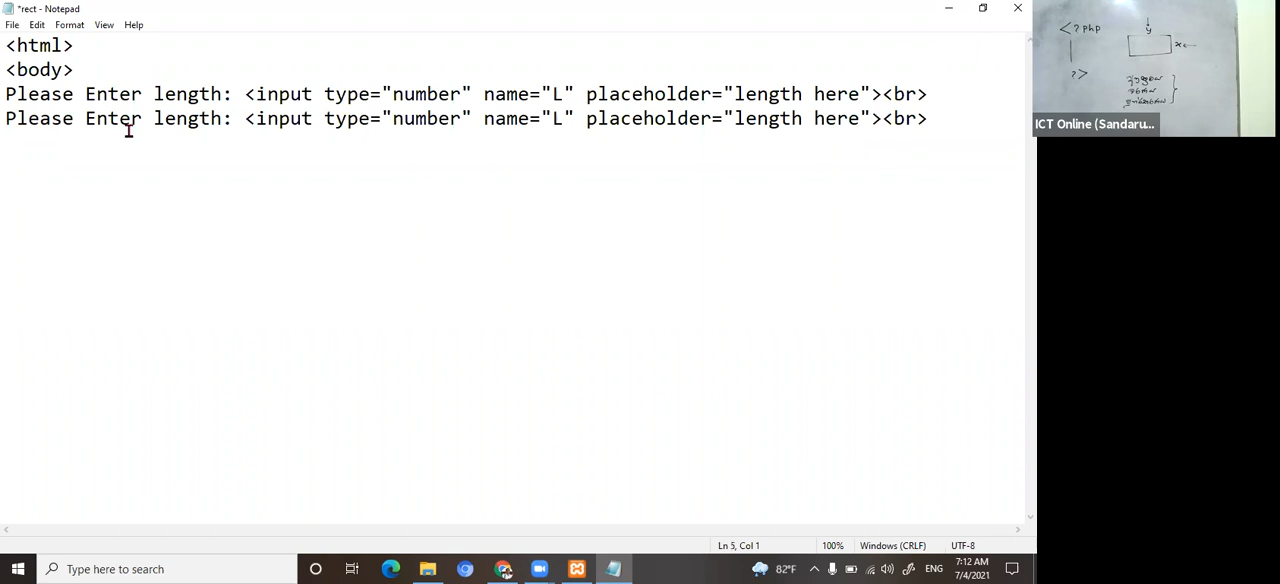 *rect - Notepad
File Edit Format View Help
<html>
<body>
Please Enter length: <input type="number" name="L" placeholder="length here"><br>
Please Enter length: <input type="number" name="L" placeholder="length here"><br>
<?php
y
x
?>
ICT Online (Sandaru...
Ln 5, Col 1 100% Windows (CRLF) UTF-8
Type here to search
82°F
ENG
7:12 AM
7/4/2021